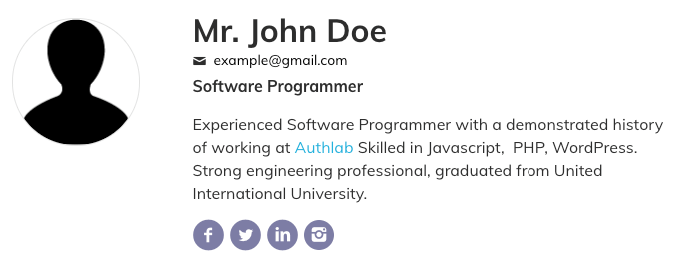 Mr. John Doe
example@gmail.com
Software Programmer
Experienced Software Programmer with a demonstrated history
of working at Authlab Skilled in Javascript,  PHP, WordPress.
Strong engineering professional, graduated from United
International University.